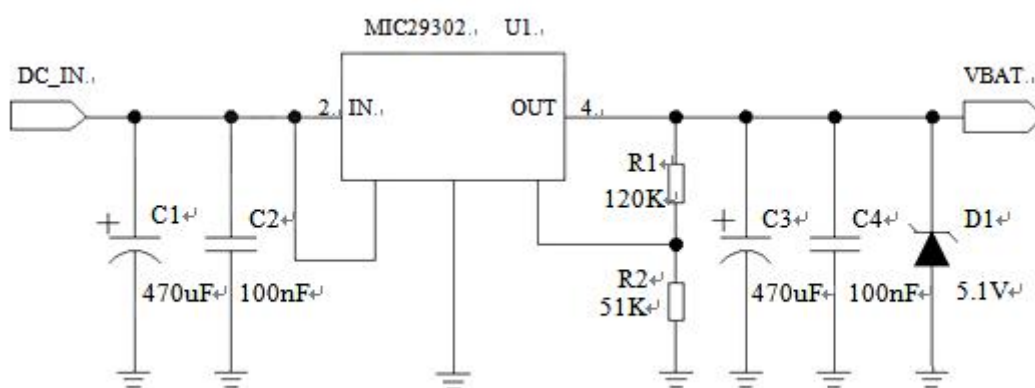 MIC29302. U1.
DC_IN.
VBAT.
2.
IN.
OUT
4.
R1
120K
C1
C2
C3
C4
D1
R2
51K
470uF
100nF
470uF
100nF
5.1V
+
+